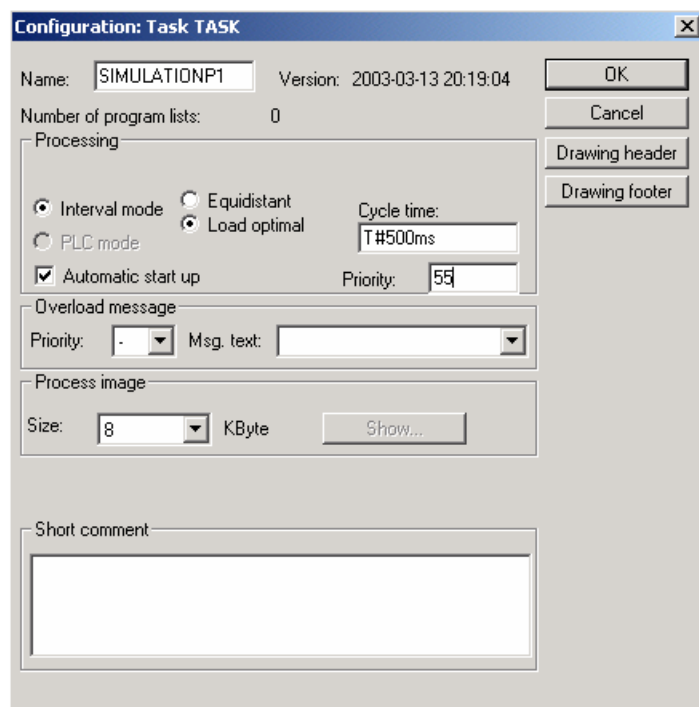 Configuration: Task TASK
Name: SIMULATIONP1 Version: 2003-03-13 20:19:04 OK
Number of program lists: 0 Cancel
Processing Drawing header
Interval mode Equidistant Drawing footer
Load optimal Cycle time:
PLC mode T#500ms
Automatic start up Priority: 55
Overload message
Priority: - Msg. text:
Process image
Size: 8 KByte Show...
Short comment